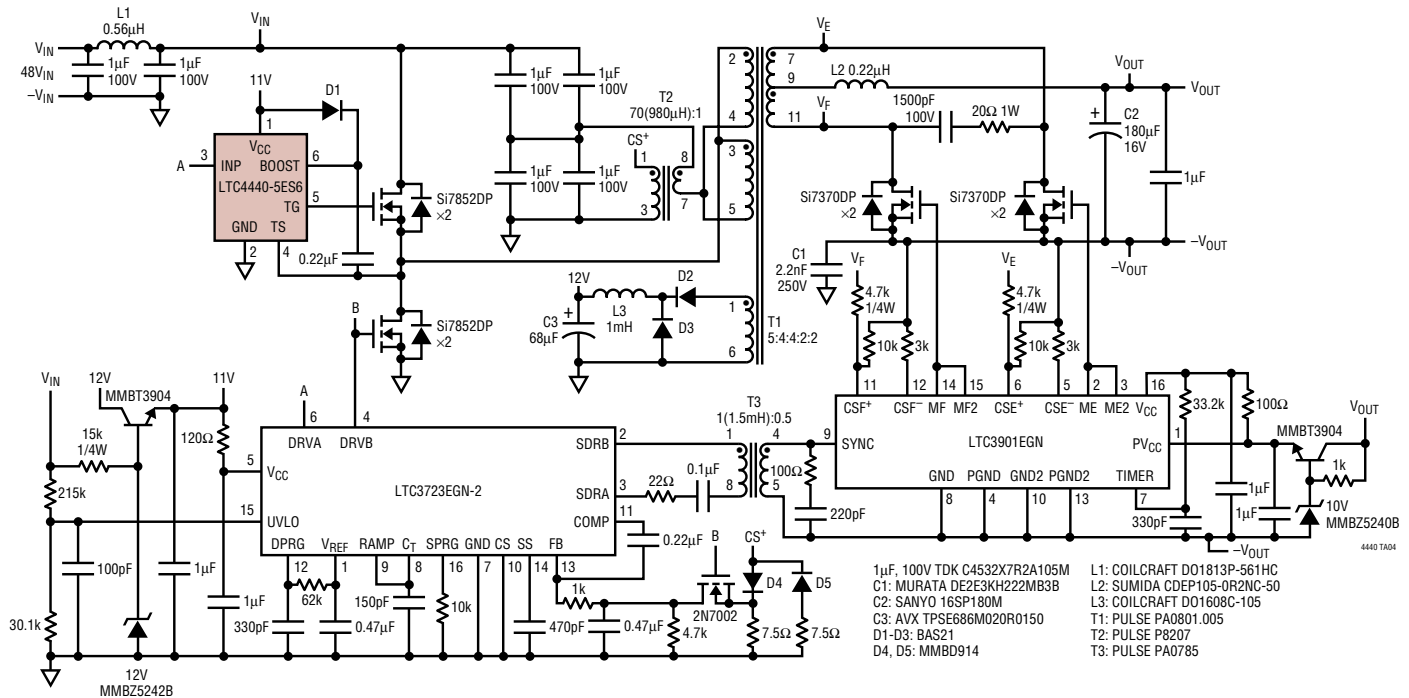 L1
0.56µH
VIN
VIN
48VIN
–VIN
1µF
100V
1µF
100V
11V
D1
1
VCC
BOOST
6
A
3
INP
LTC4440-5ES6
TG
5
GND
TS
2
4
0.22µF
Si7852DP
×2
B
Si7852DP
×2
1µF
100V
1µF
100V
1µF
100V
1µF
100V
T2
70(980µH):1
CS+
1
8
3
7
2
4
3
5
1
6
T1
5:4:4:2:2
12V
C3
68µF
+
L3
1mH
D2
D3
VE
7
9
11
L2 0.22µH
VF
1500pF
100V
20Ω 1W
VOUT
VOUT
+
C2
180µF
16V
1µF
Si7370DP
×2
Si7370DP
×2
–VOUT
–VOUT
C1
2.2nF
250V
VF
4.7k
1/4W
10k
3k
VE
4.7k
1/4W
10k
3k
11
12
14
15
6
5
2
3
16
CSF+
CSF–
MF
MF2
CSE+
CSE–
ME
ME2
VCC
33.2k
100Ω
MMBT3904
VOUT
9
SYNC
LTC3901EGN
PVCC
1
1k
GND
PGND
GND2
PGND2
TIMER
8
4
10
13
7
330pF
1µF
1µF
10V
MMBZ5240B
–VOUT
4440 TA04
VIN
12V
MMBT3904
11V
15k
1/4W
215k
120Ω
30.1k
100pF
12V
MMBZ5242B
1µF
1µF
A
6
4
DRVA
DRVB
5
VCC
15
UVLO
LTC3723EGN-2
SDRB
2
SDRA
3
COMP
11
DPRG
VREF
RAMP
CT
SPRG
GND
CS
SS
FB
12
1
9
8
16
7
10
14
13
62k
330pF
0.47µF
150pF
10k
470pF
1k
0.47µF
4.7k
0.22µF
22Ω
0.1µF
T3
1(1.5mH):0.5
1
4
8
5
100Ω
220pF
B
2N7002
CS+
D4
D5
7.5Ω
7.5Ω
1µF, 100V TDK C4532X7R2A105M
C1: MURATA DE2E3KH222MB3B
C2: SANYO 16SP180M
C3: AVX TPSE686M020R0150
D1-D3: BAS21
D4, D5: MMBD914
L1: COILCRAFT DO1813P-561HC
L2: SUMIDA CDEP105-0R2NC-50
L3: COILCRAFT DO1608C-105
T1: PULSE PA0801.005
T2: PULSE P8207
T3: PULSE PA0785